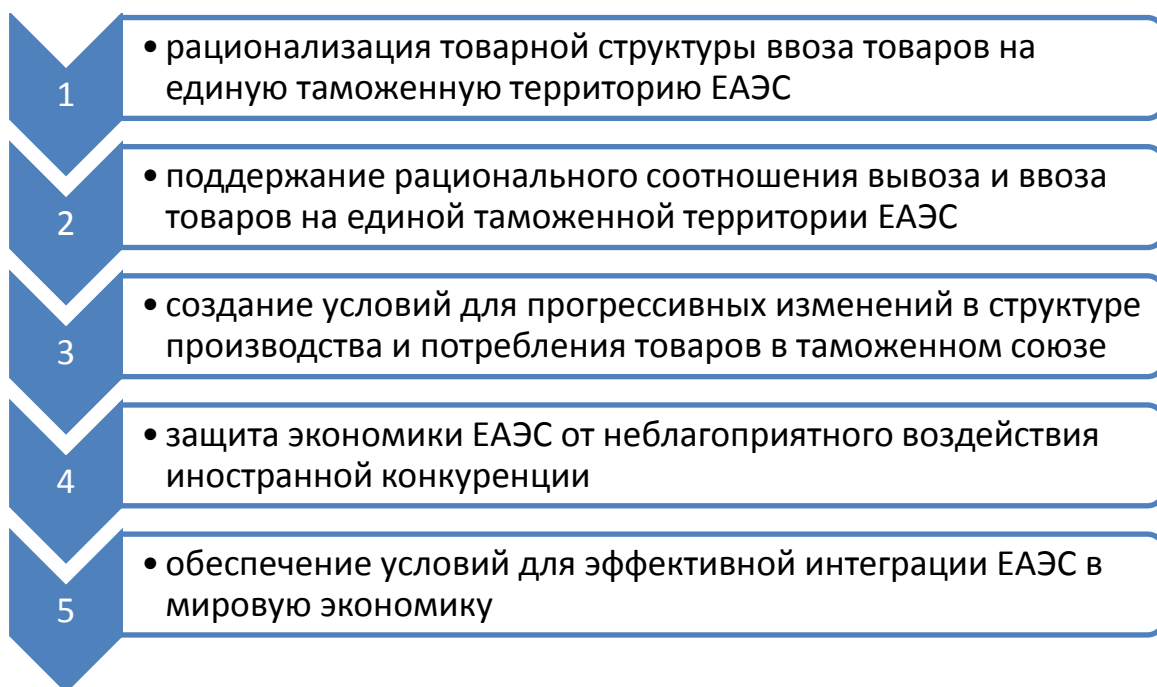 1
• рационализация товарной структуры ввоза товаров на
единую таможенную территорию ЕАЭС
2
• поддержание рационального соотношения вывоза и ввоза
товаров на единой таможенной территории ЕАЭС
3
• создание условий для прогрессивных изменений в структуре
производства и потребления товаров в таможенном союзе
4
• защита экономики ЕАЭС от неблагоприятного воздействия
иностранной конкуренции
5
• обеспечение условий для эффективной интеграции ЕАЭС в
мировую экономику